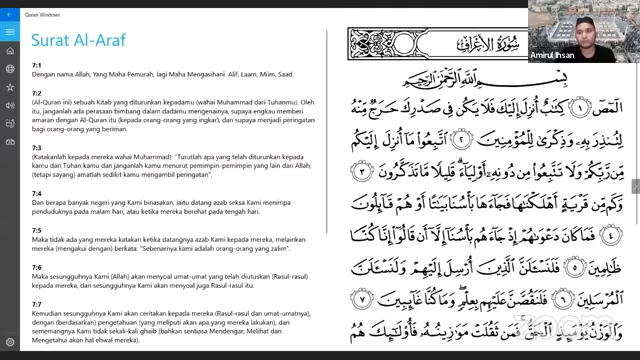 Quran Windows
Surat Al-Araf
7:1
Dengan nama Allah, Yang Maha Pemurah, lagi Maha Mengasihani. Alif, Laam, Miim, Saad.
7:2
(Al-Quran ini) sebuah Kitab yang diturunkan kepadamu (wahai Muhammad dari Tuhanmu). Oleh
itu, janganlah ada perasaan bimbang dalam dadamu mengenainya, supaya engkau memberi
amaran dengan Al-Quran itu (kepada orang-orang yang ingkar), dan supaya menjadi peringatan
bagi orang-orang yang beriman.
7:3
(Katakanlah kepada mereka wahai Muhammad): "Turutlah apa yang telah diturunkan kepada
kamu dari Tuhan kamu dan janganlah kamu menurut pemimpin-pemimpin yang lain dari Allah;
(tetapi sayang) amatlah sedikit kamu mengambil peringatan".
7:4
Dan berapa banyak negeri yang Kami binasakan, iaitu datang azab seksa Kami menimpa
penduduknya pada malam hari, atau ketika mereka berehat pada tengah hari.
7:5
Maka tidak ada yang mereka katakan ketika datangnya azab Kami kepada mereka, melainkan
mereka (mengakui dengan) berkata: "Sebenarnya kami adalah orang-orang yang zalim".
7:6
Maka sesungguhnya Kami (Allah) akan menyoal umat-umat yang telah diutuskan (Rasul-rasul)
kepada mereka, dan sesungguhnya Kami akan menyoal juga Rasul-rasul itu.
7:7
Kemudian sesungguhnya Kami akan ceritakan kepada mereka (Rasul-rasul dan umat-umatnya),
dengan (berdasarkan) pengetahuan (yang meliputi akan apa yang mereka lakukan), dan
sememangnya Kami tidak sekali-kali ghaib (bahkan sentiasa Mendengar, Melihat dan
Mengetahui akan hal ehwal mereka).
سُورَةُ الأَعْرَافِ
بِسْمِ اللَّهِ الرَّحْمَٰنِ الرَّحِيمِ
الٓمٓصٓ ١ كِتَٰبٌ أُنزِلَ إِلَيْكَ فَلَا يَكُن فِى صَدْرِكَ حَرَجٌ مِّنْهُ
لِتُنذِرَ بِهِۦ وَذِكْرَىٰ لِلْمُؤْمِنِينَ ٢ ٱتَّبِعُوا۟ مَآ أُنزِلَ إِلَيْكُم
مِّن رَّبِّكُمْ وَلَا تَتَّبِعُوا۟ مِن دُونِهِۦٓ أَوْلِيَآءَ قَلِيلًا مَّا تَذَكَّرُونَ ٣
وَكَم مِّن قَرْيَةٍ أَهْلَكْنَٰهَا فَجَآءَهَا بَأْسُنَا بَيَٰتًا أَوْ هُمْ قَآئِلُونَ
٤ فَمَا كَانَ دَعْوَىٰهُمْ إِذْ جَآءَهُم بَأْسُنَآ إِلَّآ أَن قَالُوٓا۟ إِنَّا كُنَّا
ظَٰلِمِينَ ٥ فَلَنَسْـَٔلَنَّ ٱلَّذِينَ أُرْسِلَ إِلَيْهِمْ وَلَنَسْـَٔلَنَّ
ٱلْمُرْسَلِينَ ٦ فَلَنَقُصَّنَّ عَلَيْهِم بِعِلْمٍ وَمَا كُنَّا غَآئِبِينَ ٧
وَٱلْوَزْنُ يَوْمَئِذٍ ٱلْحَقُّ فَمَن ثَقُلَتْ مَوَٰزِينُهُۥ فَأُو۟لَٰٓئِكَ هُمُ
Amirul Ihsan
zoom